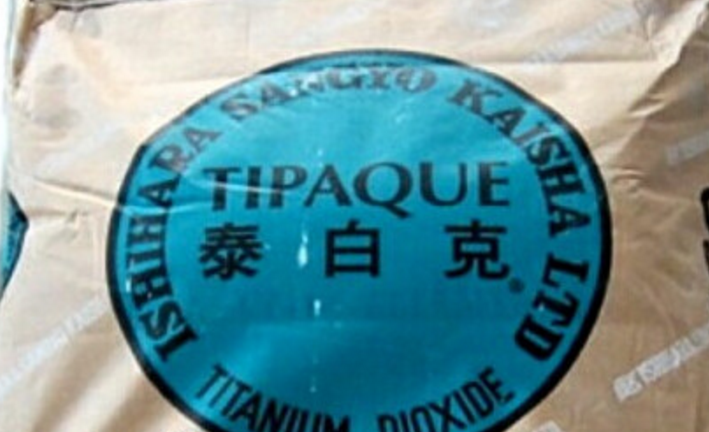 ISHIHARA SANGYO KAISHA LTD
TIPAQUE
泰白克®
TITANIUM DIOXIDE